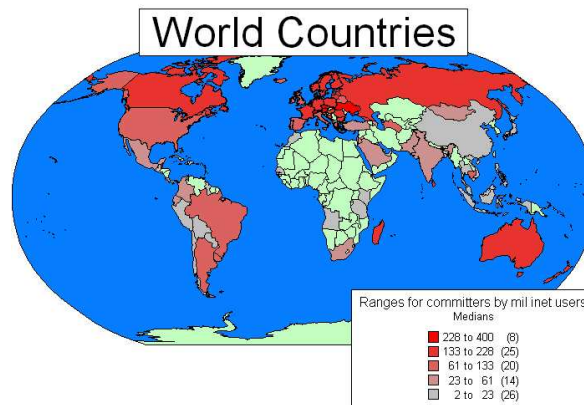 World Countries
Ranges for committers by mil inet users
Medians
228 to 400 (8)
133 to 228 (25)
61 to 133 (20)
23 to 61 (14)
2 to 23 (26)